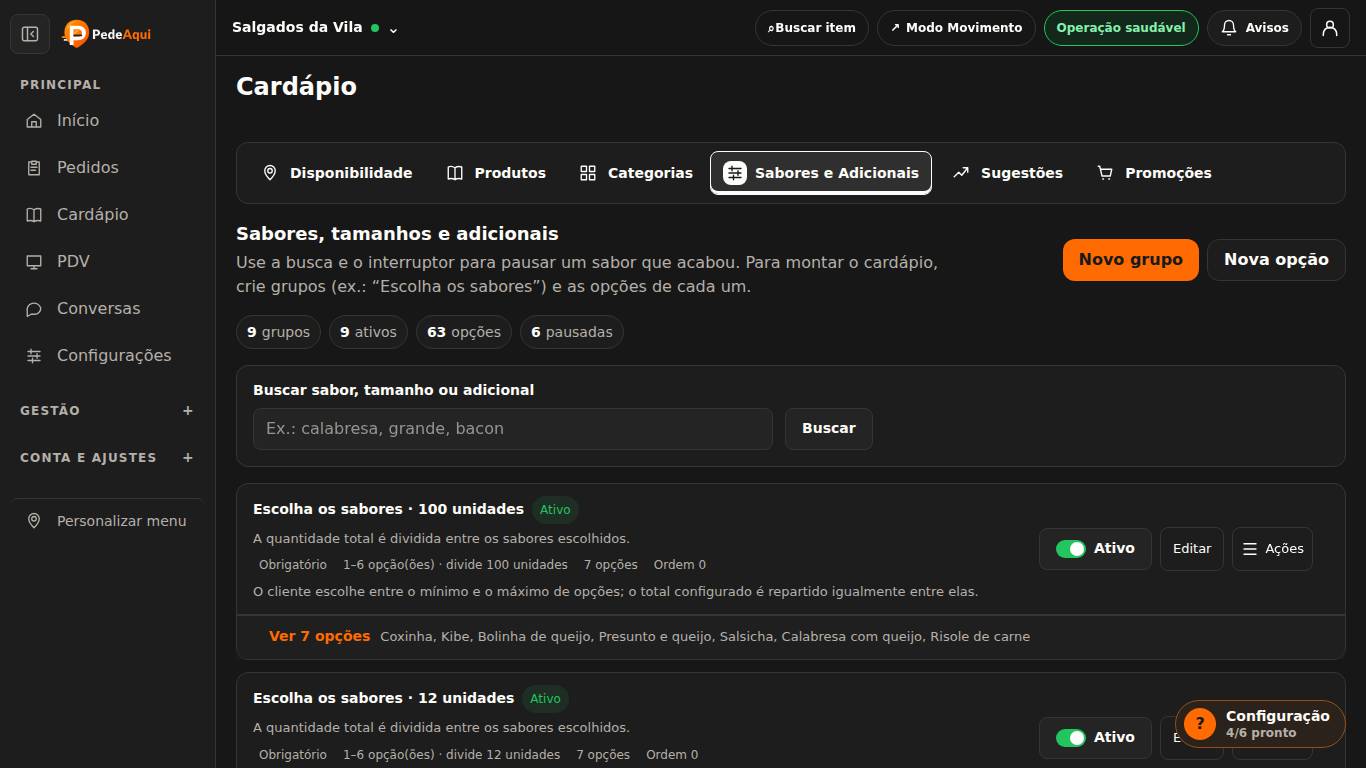 PedeAqui
PRINCIPAL
Início
Pedidos
Cardápio
PDV
Conversas
Configurações
GESTÃO +
CONTA E AJUSTES +
Personalizar menu
Salgados da Vila
Buscar item
Modo Movimento
Operação saudável
Avisos
Cardápio
Disponibilidade
Produtos
Categorias
Sabores e Adicionais
Sugestões
Promoções
Sabores, tamanhos e adicionais
Use a busca e o interruptor para pausar um sabor que acabou. Para montar o cardápio,
crie grupos (ex.: “Escolha os sabores”) e as opções de cada um.
Novo grupo
Nova opção
9 grupos
9 ativos
63 opções
6 pausadas
Buscar sabor, tamanho ou adicional
Ex.: calabresa, grande, bacon
Buscar
Escolha os sabores · 100 unidades Ativo
A quantidade total é dividida entre os sabores escolhidos.
Obrigatório 1–6 opção(ões) · divide 100 unidades 7 opções Ordem 0
O cliente escolhe entre o mínimo e o máximo de opções; o total configurado é repartido igualmente entre elas.
Ativo
Editar
Ações
Ver 7 opções Coxinha, Kibe, Bolinha de queijo, Presunto e queijo, Salsicha, Calabresa com queijo, Risole de carne
Escolha os sabores · 12 unidades Ativo
A quantidade total é dividida entre os sabores escolhidos.
Obrigatório 1–6 opção(ões) · divide 12 unidades 7 opções Ordem 0
Ativo
? Configuração
4/6 pronto